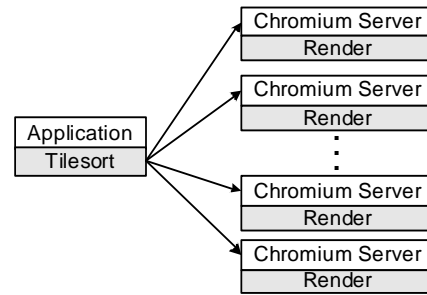 Chromium Server
Render
Chromium Server
Render
Application
Tilesort
Chromium Server
Render
Chromium Server
Render